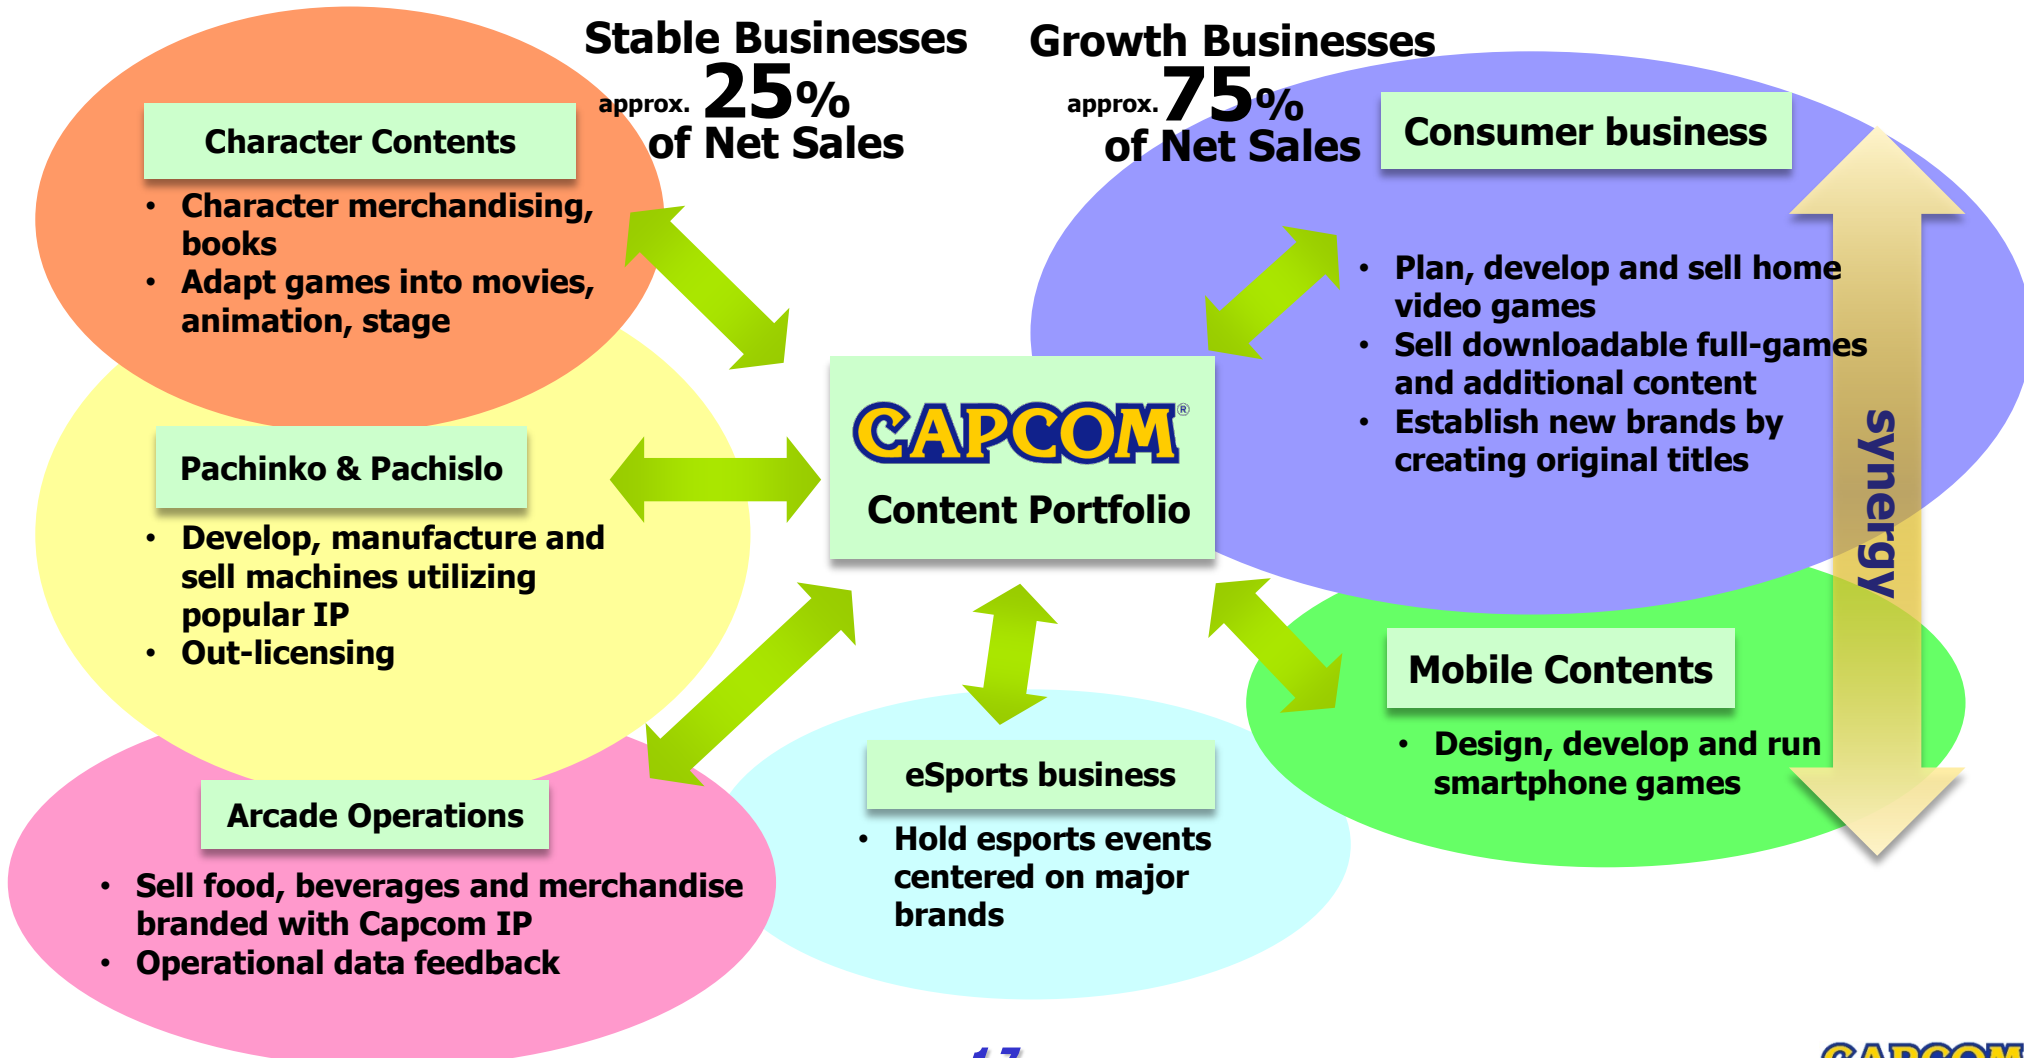 Stable Businesses
approx. 25%
of Net Sales
Growth Businesses
approx. 75%
of Net Sales
Character Contents
• Character merchandising,
books
• Adapt games into movies,
animation, stage
Pachinko & Pachislo
• Develop, manufacture and
sell machines utilizing
popular IP
• Out-licensing
Arcade Operations
• Sell food, beverages and merchandise
branded with Capcom IP
• Operational data feedback
CAPCOM®
Content Portfolio
eSports business
• Hold esports events
centered on major
brands
Consumer business
• Plan, develop and sell home
video games
• Sell downloadable full-games
and additional content
• Establish new brands by
creating original titles
Mobile Contents
• Design, develop and run
smartphone games
synergy
17
CAPCOM